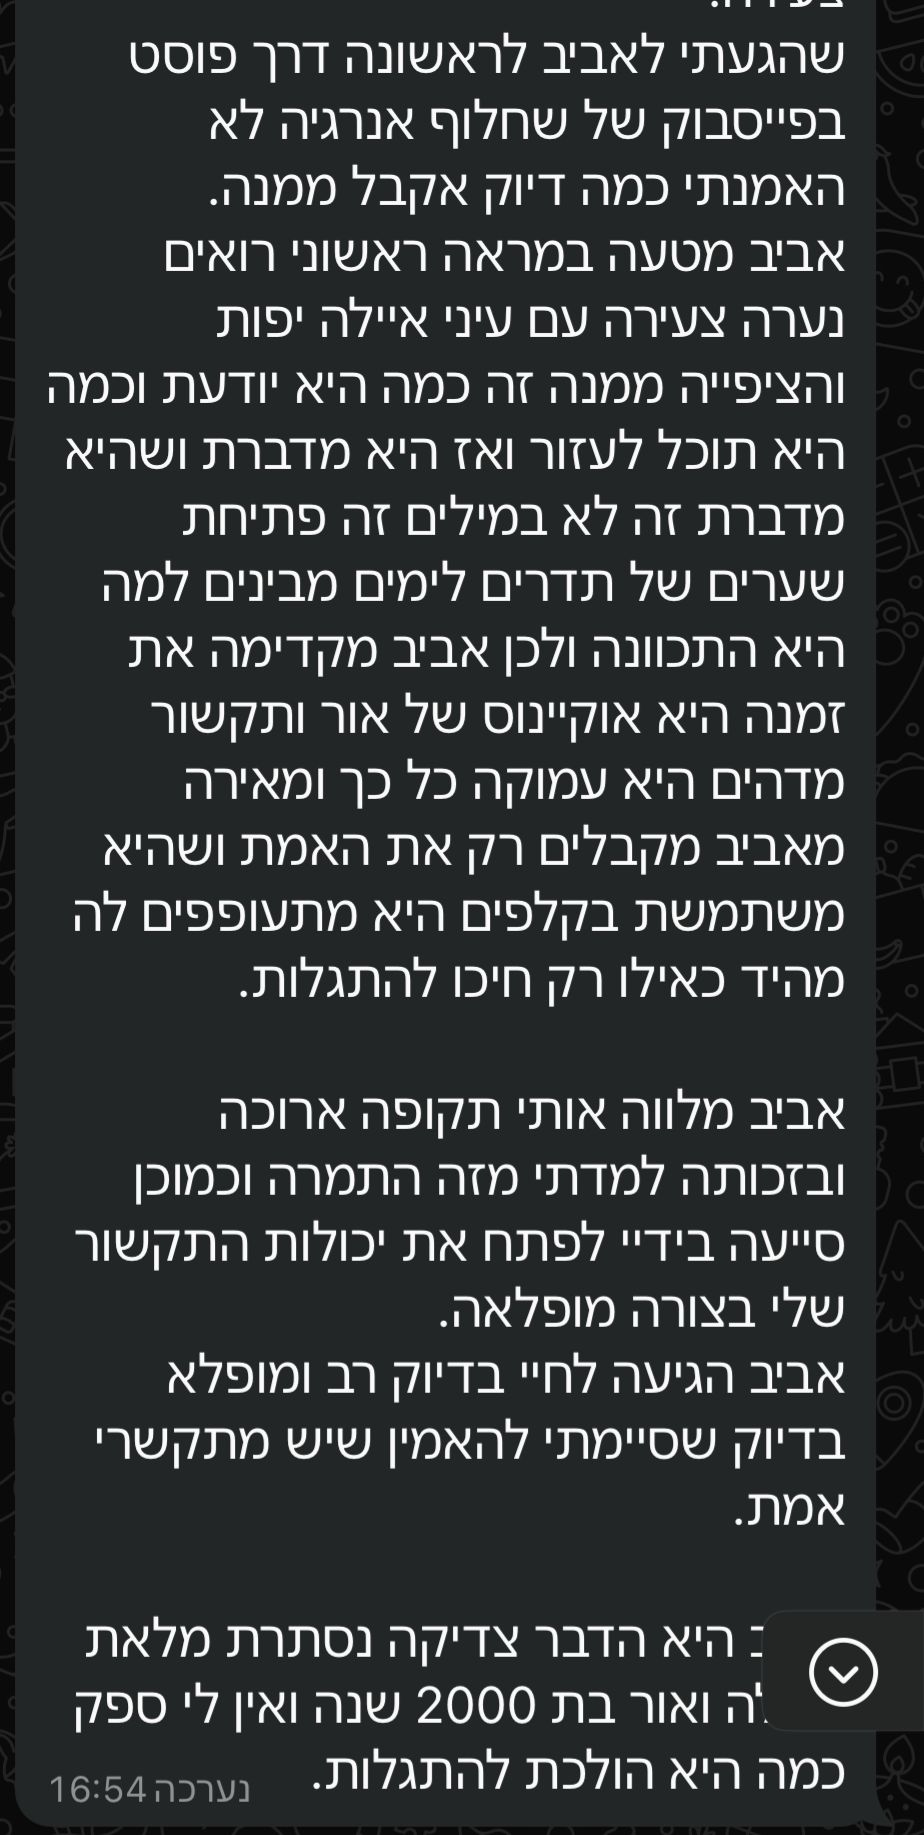 שהגעתי לאביב לראשונה דרך פוסט
בפייסבוק של שחלוף אנרגיה לא
האמנתי כמה דיוק אקבל ממנה.
אביב מטעה במראה ראשוני רואים
נערה צעירה עם עיני איילה יפות
והציפייה ממנה זה כמה היא יודעת וכמה
היא תוכל לעזור ואז היא מדברת ושהיא
מדברת זה לא במילים זה פתיחת
שערים של תדרים לימים מבינים למה
היא התכוונה ולכן אביב מקדימה את
זמנה היא אוקיינוס של אור ותקשור
מדהים היא עמוקה כל כך ומאירה
מאביב מקבלים רק את האמת ושהיא
משתמשת בקלפים היא מתעופפים לה
מהיד כאילו רק חיכו להתגלות.
אביב מלווה אותי תקופה ארוכה
ובזכותה למדתי מזה התמרה וכמוכן
סייעה בידיי לפתח את יכולות התקשור
שלי בצורה מופלאה.
אביב הגיעה לחיי בדיוק רב ומופלא
בדיוק שסיימתי להאמין שיש מתקשרי
אמת.
היא הדבר צדיקה נסתרת מלאת
ואור בת 2000 שנה ואין לי ספק
כמה היא הולכת להתגלות.
נערכה 16:54